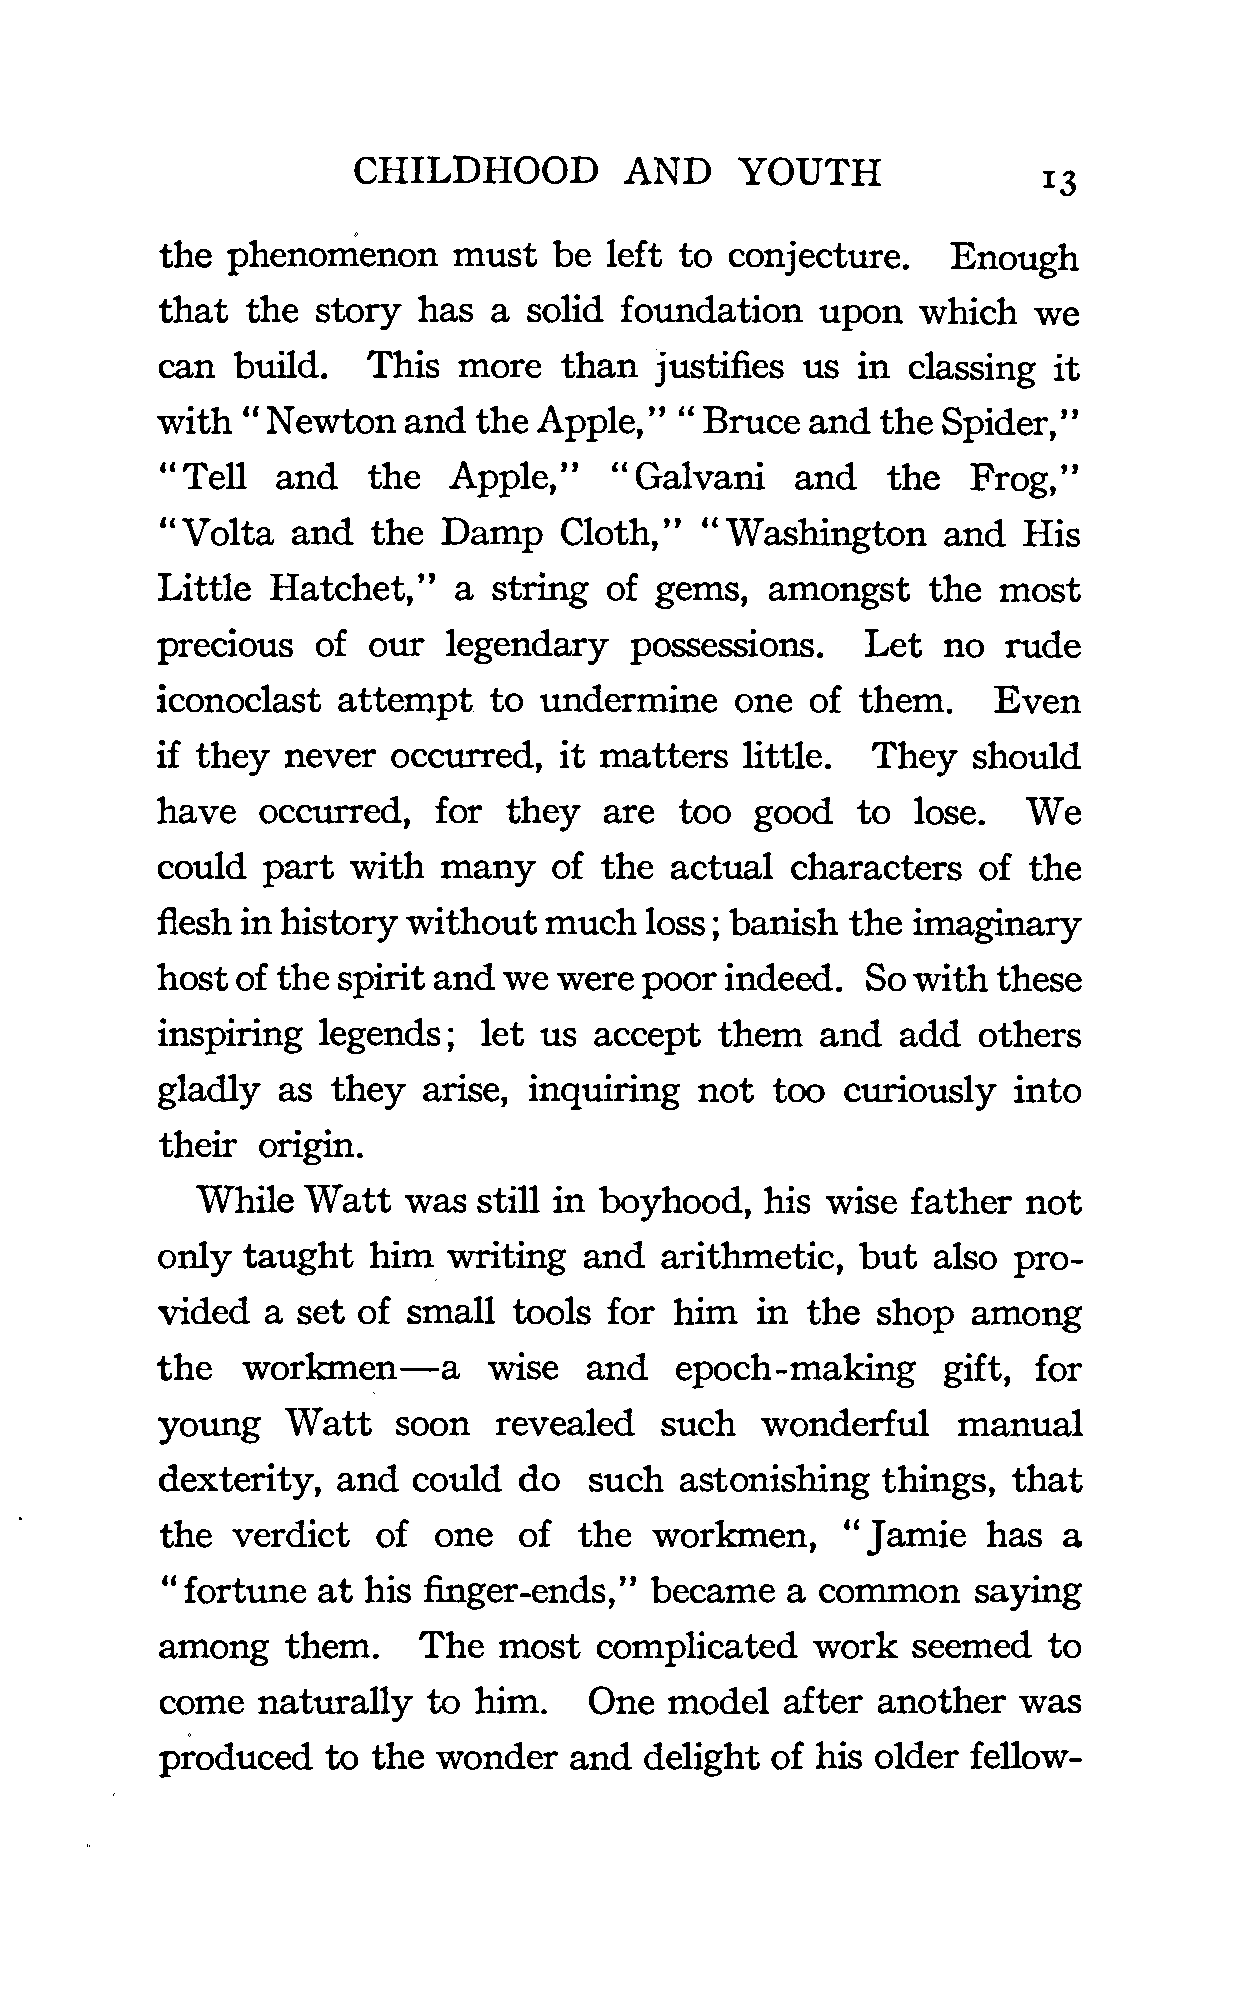 CHILDHOOD AND YOUTH 13
the phenomenon must be left to conjecture. Enough
that the story has a solid foundation upon which we
can build. This more than justifies us in classing it
with "Newton and the Apple," "Bruce and the Spider,"
"Tell and the Apple," "Galvani and the Frog,"
"Volta and the Damp Cloth," "Washington and His
Little Hatchet," a string of gems, amongst the most
precious of our legendary possessions. Let no rude
iconoclast attempt to undermine one of them. Even
if they never occurred, it matters little. They should
have occurred, for they are too good to lose. We
could part with many of the actual characters of the
flesh in history without much loss; banish the imaginary
host of the spirit and we were poor indeed. So with these
inspiring legends; let us accept them and add others
gladly as they arise, inquiring not too curiously into
their origin.
While Watt was still in boyhood, his wise father not
only taught him writing and arithmetic, but also pro-
vided a set of small tools for him in the shop among
the workmen—a wise and epoch-making gift, for
young Watt soon revealed such wonderful manual
dexterity, and could do such astonishing things, that
the verdict of one of the workmen, "Jamie has a
"fortune at his finger-ends," became a common saying
among them. The most complicated work seemed to
come naturally to him. One model after another was
produced to the wonder and delight of his older fellow-